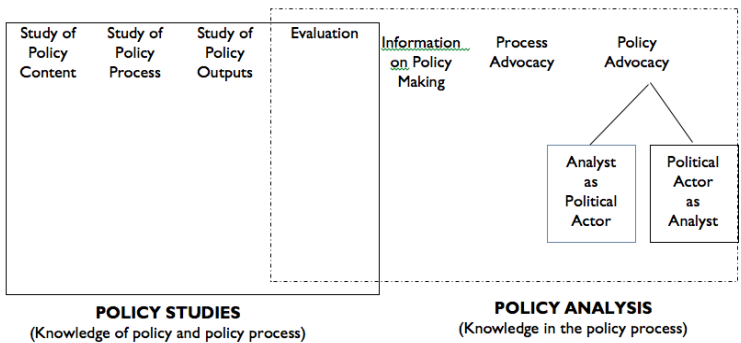 Study of
Policy
Content
Study of
Policy
Process
Study of
Policy
Outputs
Evaluation
Information
on Policy
Making
Process
Advocacy
Policy
Advocacy
Analyst
as
Political
Actor
Political
Actor
as
Analyst
POLICY STUDIES
(Knowledge of policy and policy process)
POLICY ANALYSIS
(Knowledge in the policy process)